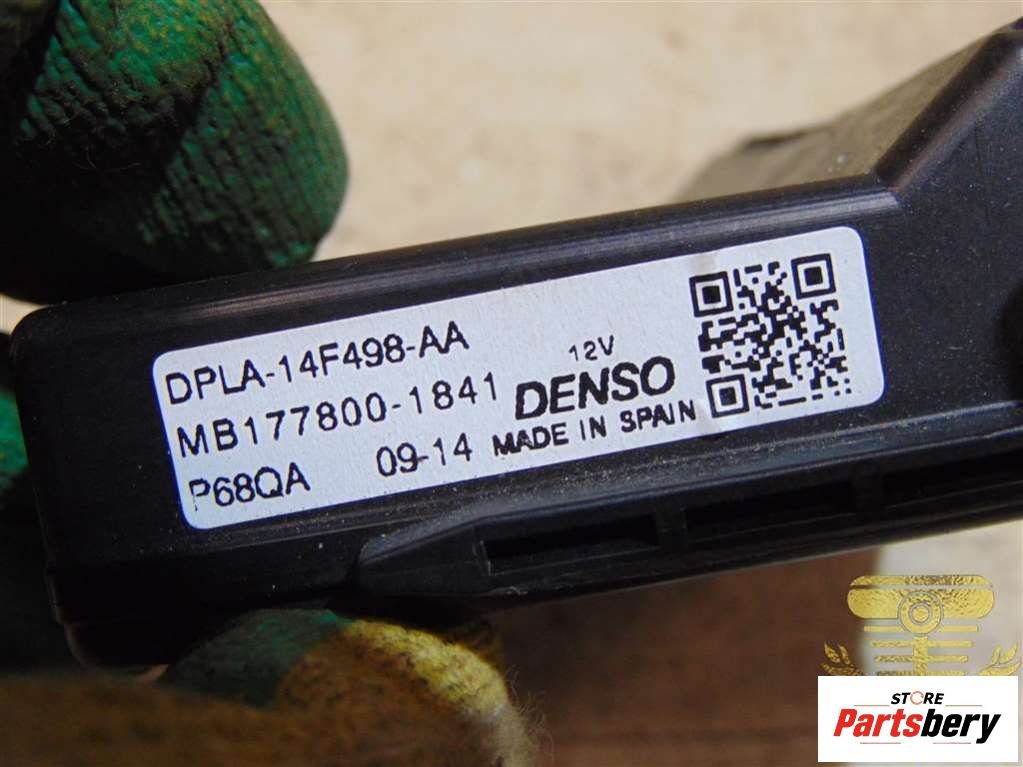 DPLA-14F498-AA
MB177800-1841
P68QA 09-14
12V
DENSO
MADE IN SPAIN
STORE
Partsbery